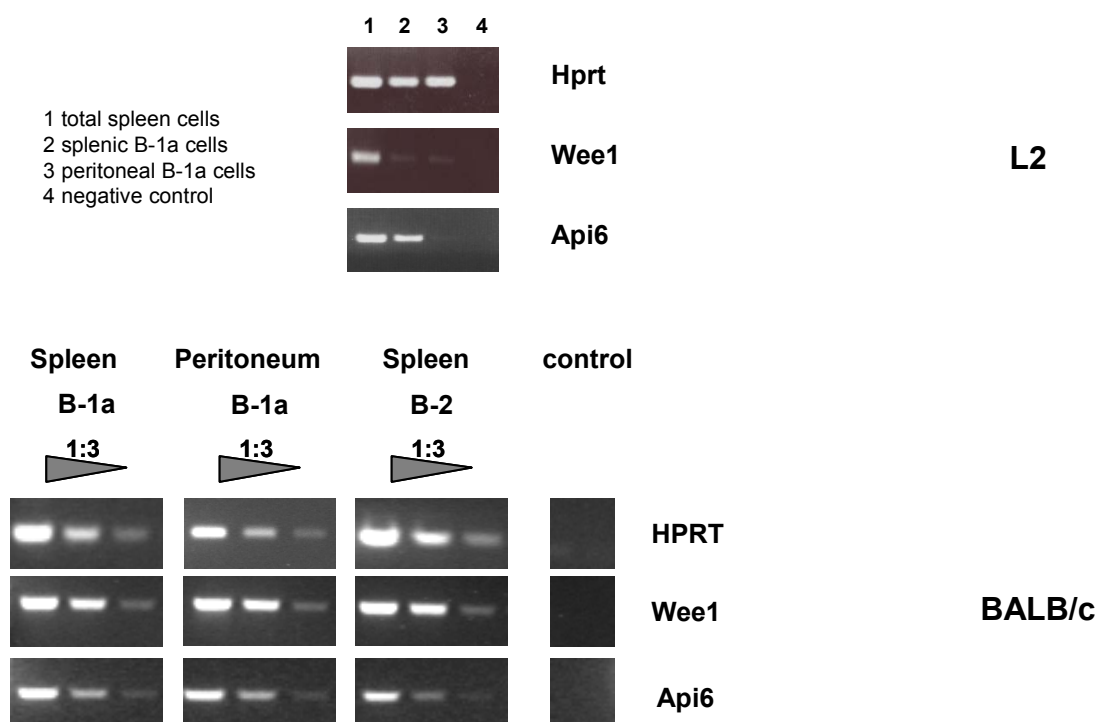 1 2 3 4
Hprt
1 total spleen cells
2 splenic B-1a cells
3 peritoneal B-1a cells
4 negative control
Wee1
L2
Api6
Spleen Peritoneum Spleen control
B-1a B-1a B-2
1:3 1:3 1:3
HPRT
Wee1
BALB/c
Api6